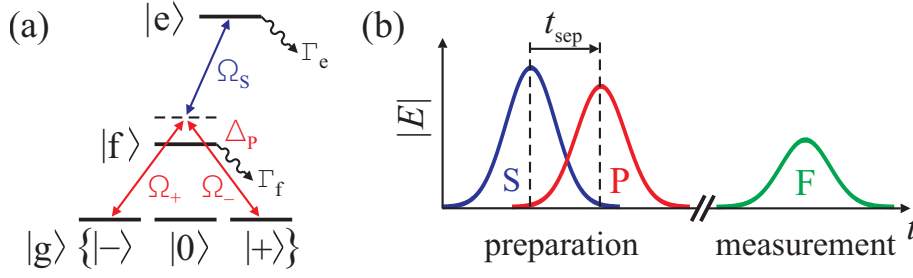 (a)
|e⟩
Γe
ΩS
ΔP
|f⟩
Γf
Ω+
Ω−
|g⟩ {|−⟩ |0⟩ |+⟩}
(b)
tsep
|E|
S
P
F
t
preparation
measurement